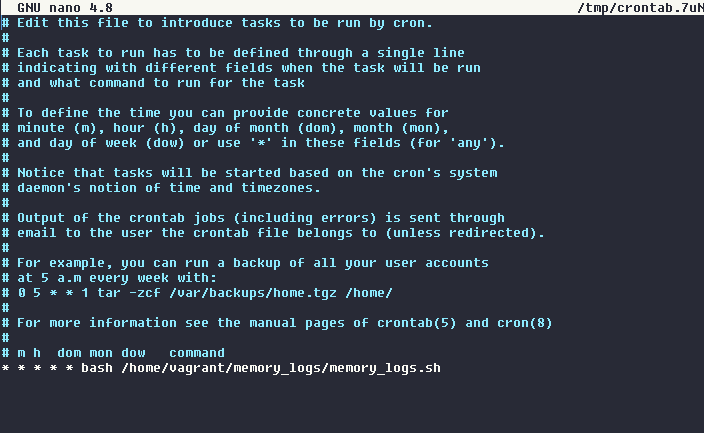 GNU nano 4.8 /tmp/crontab.7uN
# Edit this file to introduce tasks to be run by cron.
#
# Each task to run has to be defined through a single line
# indicating with different fields when the task will be run
# and what command to run for the task
#
# To define the time you can provide concrete values for
# minute (m), hour (h), day of month (dom), month (mon),
# and day of week (dow) or use '*' in these fields (for 'any').
#
# Notice that tasks will be started based on the cron's system
# daemon's notion of time and timezones.
#
# Output of the crontab jobs (including errors) is sent through
# email to the user the crontab file belongs to (unless redirected).
#
# For example, you can run a backup of all your user accounts
# at 5 a.m every week with:
# 0 5 * * 1 tar -zcf /var/backups/home.tgz /home/
#
# For more information see the manual pages of crontab(5) and cron(8)
#
# m h  dom mon dow   command
* * * * * bash /home/vagrant/memory_logs/memory_logs.sh